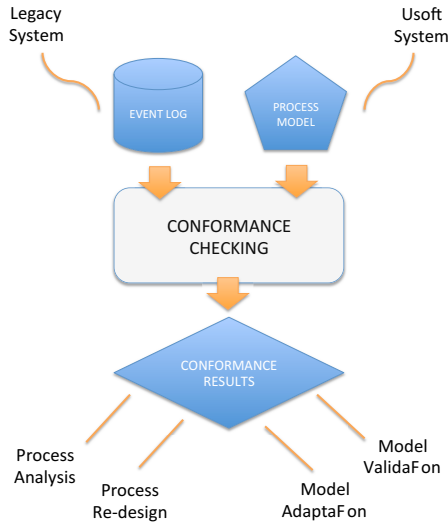 Legacy
System
Usoft
System
EVENT LOG
PROCESS
MODEL
CONFORMANCE
CHECKING
CONFORMANCE
RESULTS
Process
Analysis
Process
Re-design
Model
AdaptaFon
Model
ValidaFon